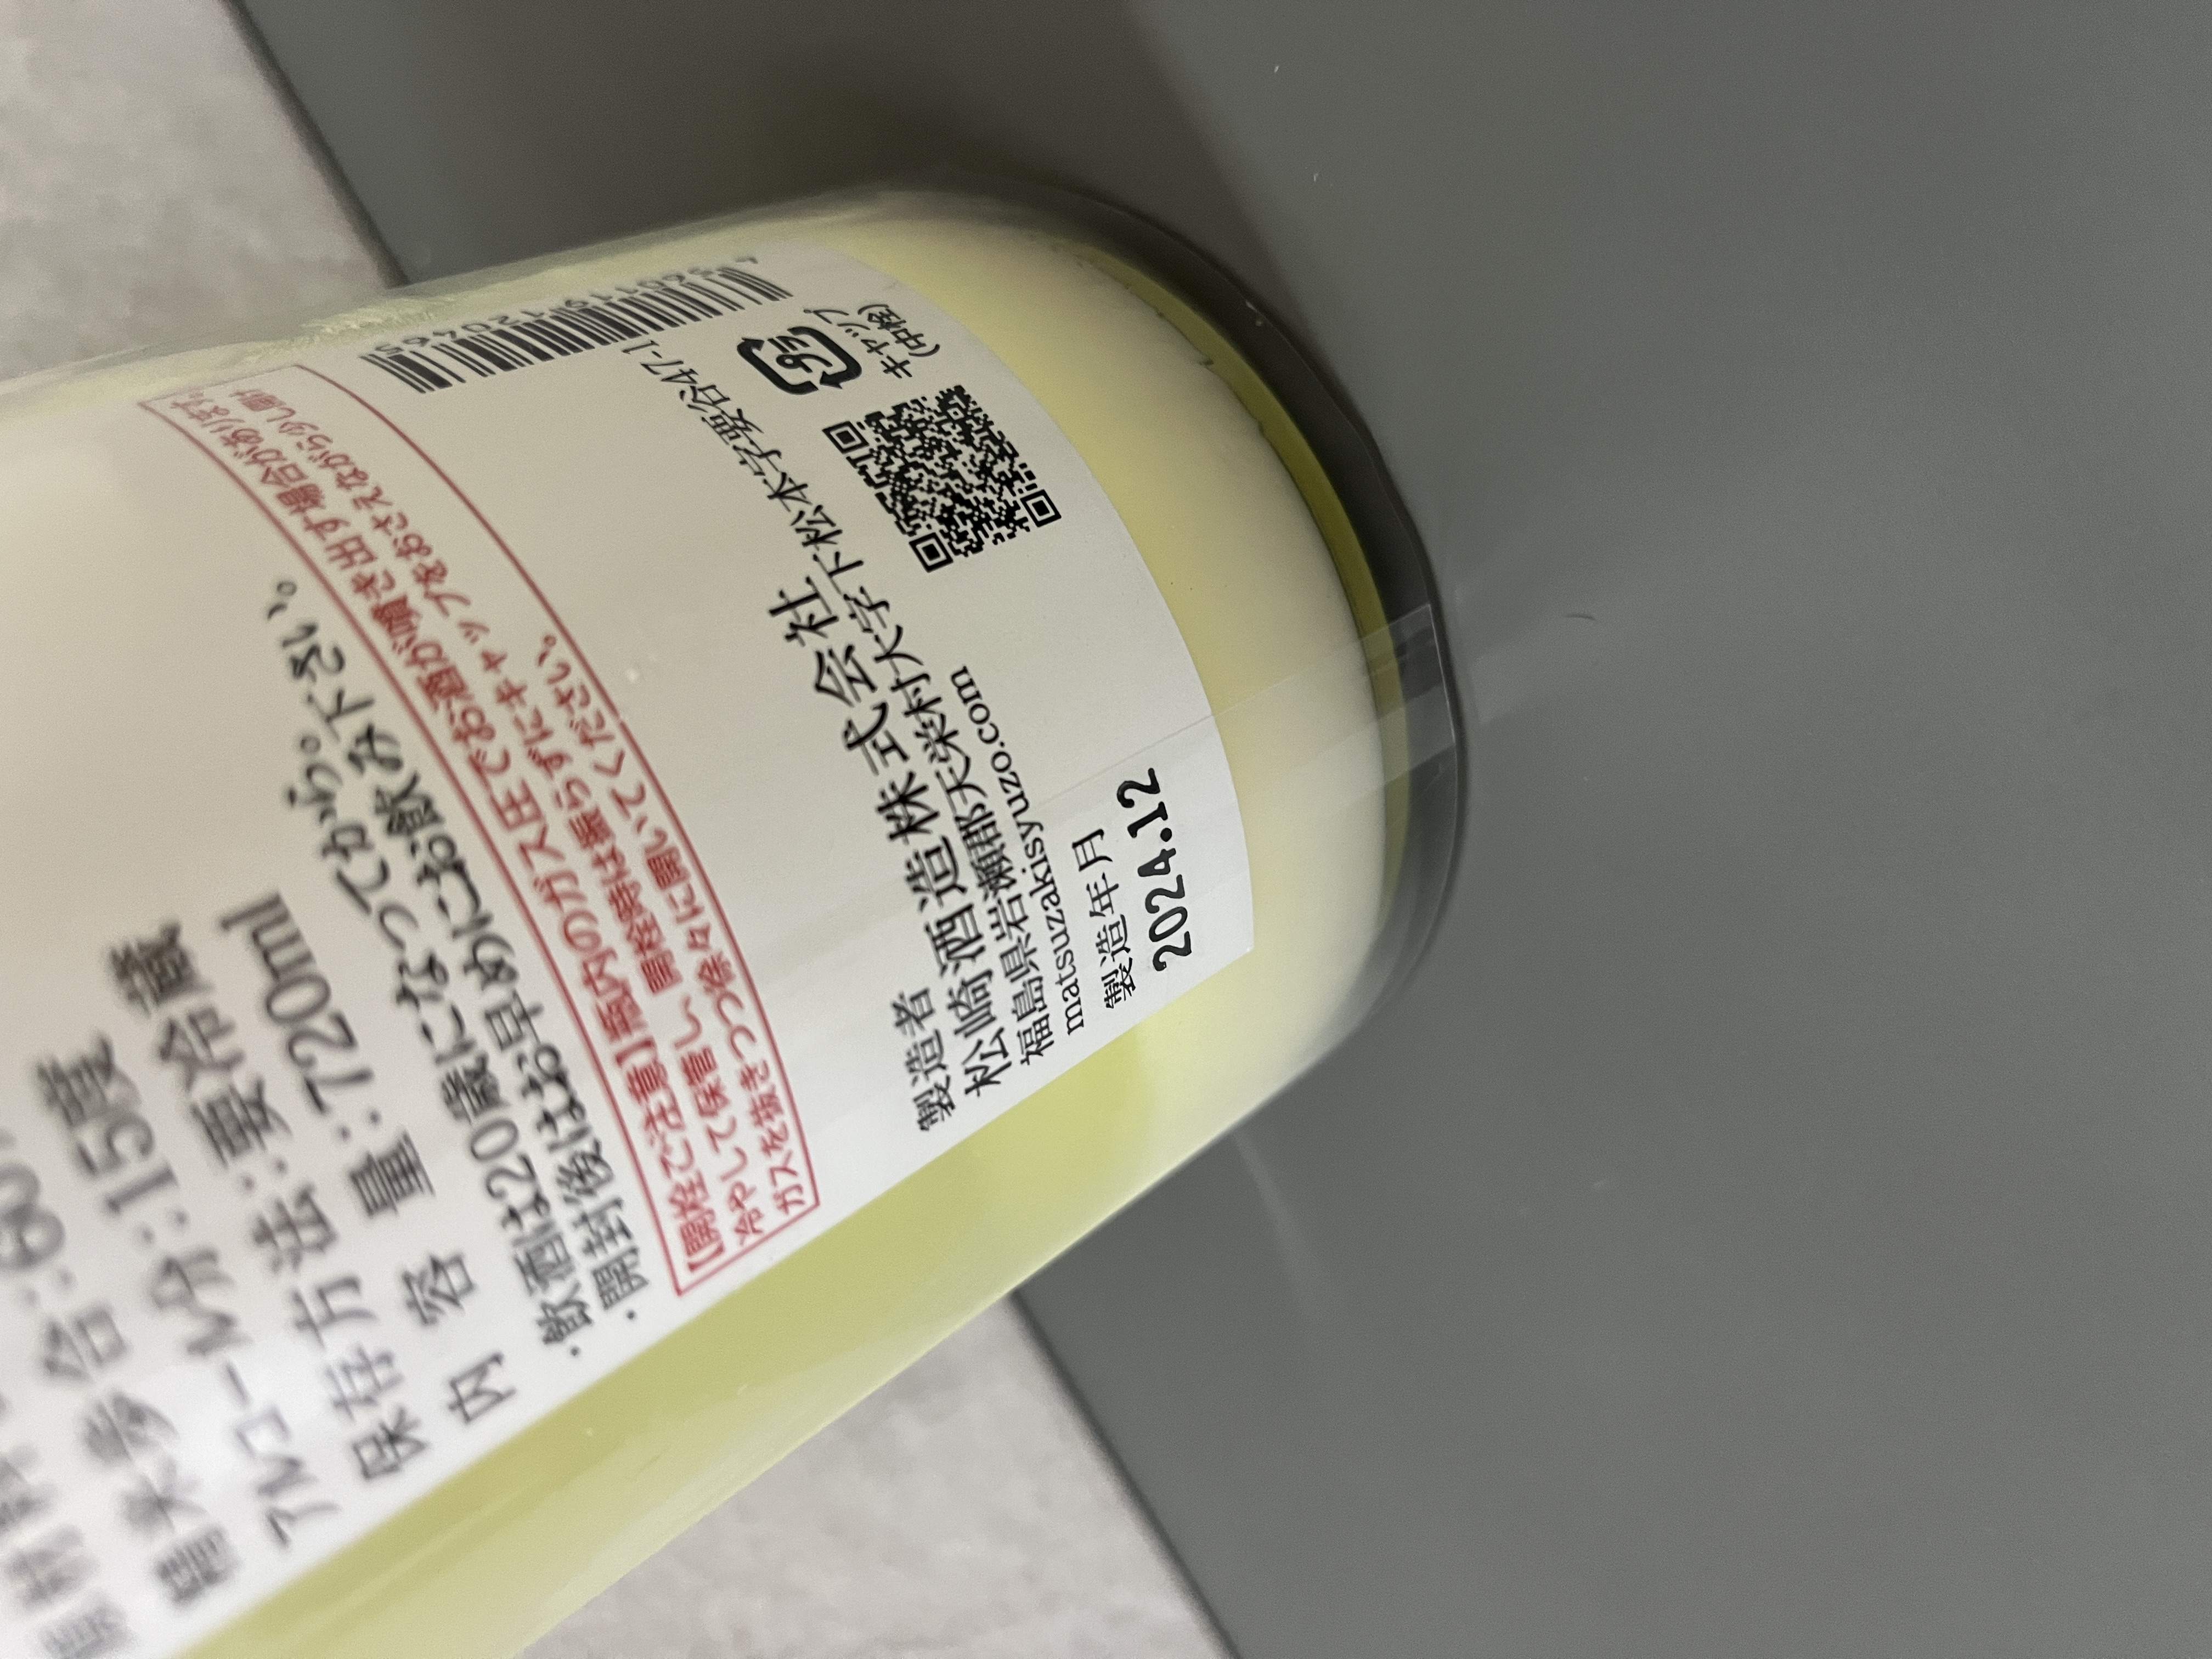 精米歩合:60
アルコール分:15度
保存方法:要冷蔵
内容量:720ml
・飲酒は20歳になってから。
・開封後はお早めにお飲み下さい。
【開栓ご注意】瓶内のガス圧でお酒が噴き出す場合があります
冷やして保管し、開栓時は振らずにキャップをおさえながら少し
ガスを抜きつつ徐々に開いてください。
製造者
松崎酒造株式会社
福島県岩瀬郡天栄村大字下松本字要谷47-1
matsuzakisyuzo.com
製造年月
2024.12
キャップ
(中栓)
プラ
4 560119 120465